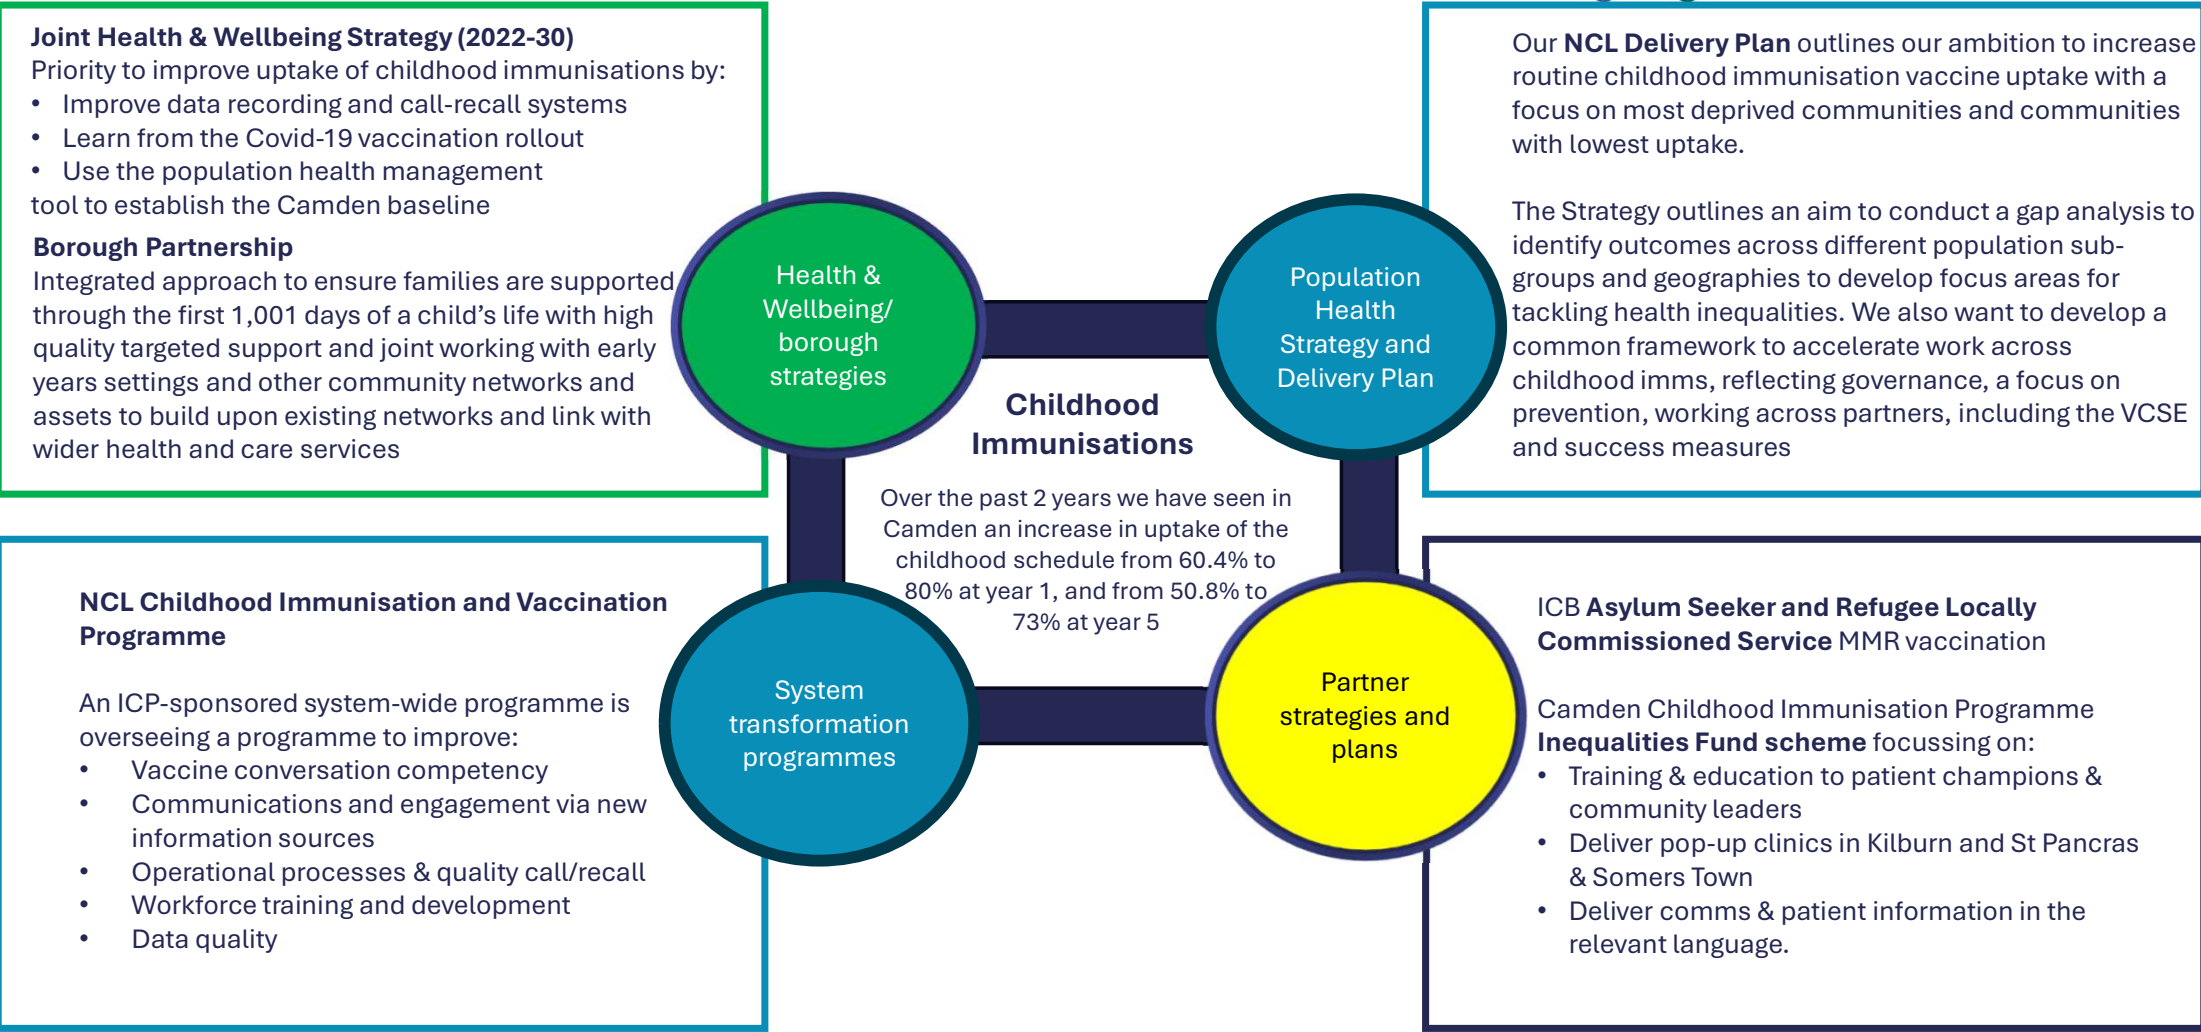 Joint Health & Wellbeing Strategy (2022-30)
Priority to improve uptake of childhood immunisations by:
• Improve data recording and call-recall systems
• Learn from the Covid-19 vaccination rollout
• Use the population health management
tool to establish the Camden baseline
Borough Partnership
Integrated approach to ensure families are supported
through the first 1,001 days of a child’s life with high
quality targeted support and joint working with early
years settings and other community networks and
assets to build upon existing networks and link with
wider health and care services
Health &
Wellbeing/
borough
strategies
Population
Health
Strategy and
Delivery Plan
Our NCL Delivery Plan outlines our ambition to increase
routine childhood immunisation vaccine uptake with a
focus on most deprived communities and communities
with lowest uptake.
The Strategy outlines an aim to conduct a gap analysis to
identify outcomes across different population sub-
groups and geographies to develop focus areas for
tackling health inequalities. We also want to develop a
common framework to accelerate work across
childhood imms, reflecting governance, a focus on
prevention, working across partners, including the VCSE
and success measures
Childhood
Immunisations
Over the past 2 years we have seen in
Camden an increase in uptake of the
childhood schedule from 60.4% to
80% at year 1, and from 50.8% to
73% at year 5
NCL Childhood Immunisation and Vaccination
Programme
An ICP-sponsored system-wide programme is
overseeing a programme to improve:
• Vaccine conversation competency
• Communications and engagement via new
information sources
• Operational processes & quality call/recall
• Workforce training and development
• Data quality
System
transformation
programmes
Partner
strategies and
plans
ICB Asylum Seeker and Refugee Locally
Commissioned Service MMR vaccination
Camden Childhood Immunisation Programme
Inequalities Fund scheme focussing on:
• Training & education to patient champions &
community leaders
• Deliver pop-up clinics in Kilburn and St Pancras
& Somers Town
• Deliver comms & patient information in the
relevant language.